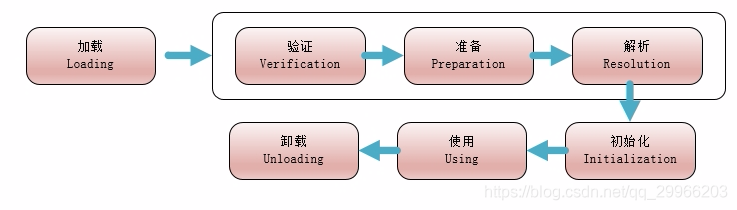 加载
Loading
验证
Verification
准备
Preparation
解析
Resolution
初始化
Initialization
使用
Using
卸载
Unloading
https://blog.csdn.net/qq_29966203